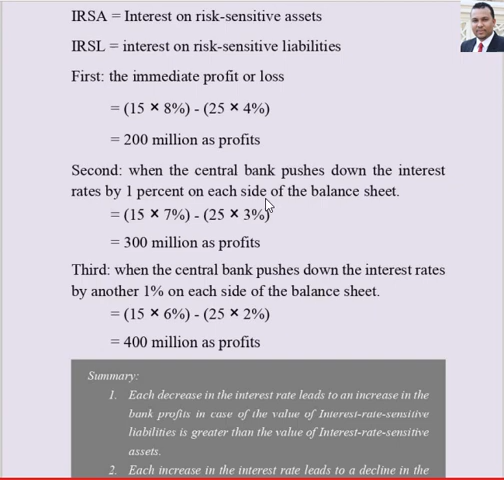 IRSA = Interest on risk-sensitive assets
IRSL = interest on risk-sensitive liabilities
First: the immediate profit or loss
= (15 × 8%) - (25 × 4%)
= 200 million as profits
Second: when the central bank pushes down the interest
rates by 1 percent on each side of the balance sheet.
= (15 × 7%) - (25 × 3%)
= 300 million as profits
Third: when the central bank pushes down the interest rates
by another 1% on each side of the balance sheet.
= (15 × 6%) - (25 × 2%)
= 400 million as profits
Summary:
1. Each decrease in the interest rate leads to an increase in the
bank profits in case of the value of Interest-rate-sensitive
liabilities is greater than the value of Interest-rate-sensitive
assets.
2. Each increase in the interest rate leads to a decline in the